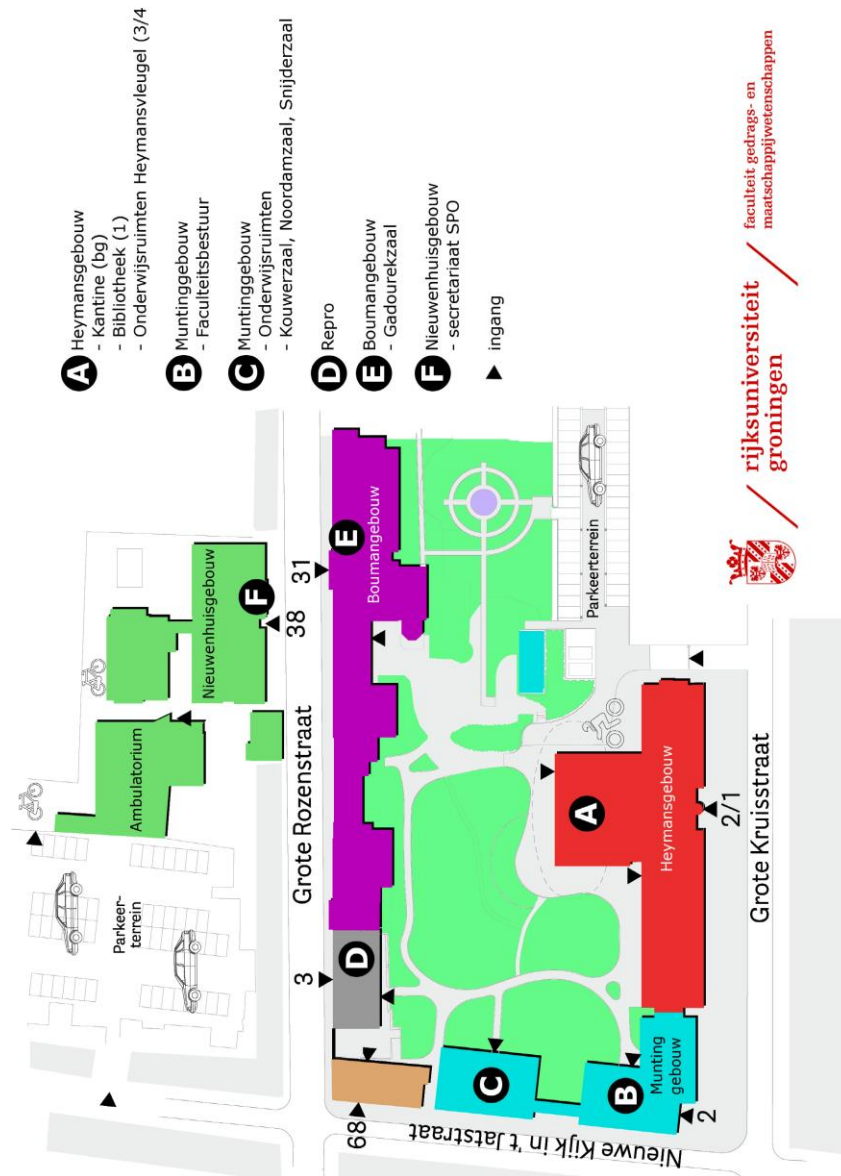 A Heymansgebouw
- Kantine (bg)
- Bibliotheek (1)
- Onderwijsruimten Heymansvleugel (3/4
B Muntinggebouw
- Faculteitsbestuur
C Muntinggebouw
- Onderwijsruimten
- Kouwerzaal, Noordamzaal, Snijderzaal
D Repro
E Boumangebouw
- Gadourekzaal
F Nieuwenhuisgebouw
- secretariaat SPO
ingang
Parkeer-
terrein
Ambulatorium
Nieuwenhuisgebouw
F
38
31
3
Grote Rozenstraat
D
E
Boumangebouw
68
C
B
Munting
gebouw
2
Nieuwe Kijk in 't Jatstraat
A
Heymansgebouw
2/1
Grote Kruisstraat
Parkeerterrein
rijksuniversiteit
groningen
faculteit gedrags- en
maatschappijwetenschappen